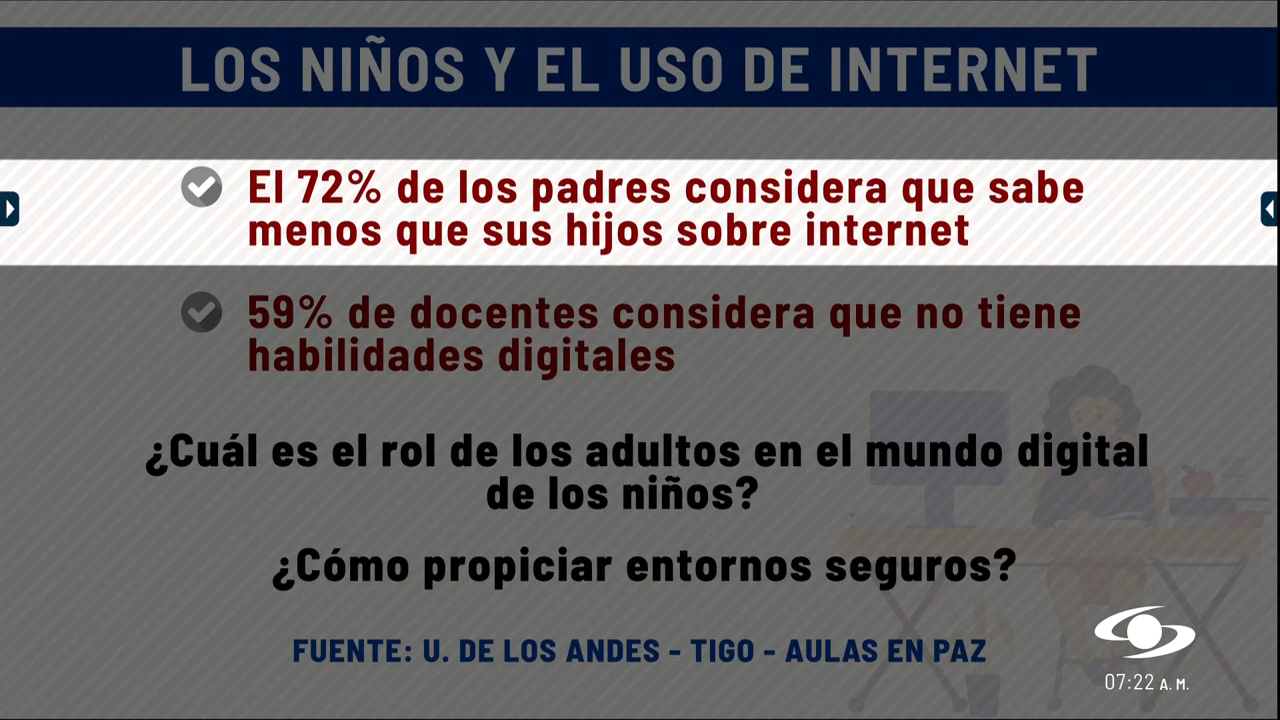 LOS NIÑOS Y EL USO DE INTERNET
El 72% de los padres considera que sabe
menos que sus hijos sobre internet
59% de docentes considera que no tiene
habilidades digitales
¿Cuál es el rol de los adultos en el mundo digital
de los niños?
¿Cómo propiciar entornos seguros?
FUENTE: U. DE LOS ANDES - TIGO - AULAS EN PAZ
07:22 A. M.